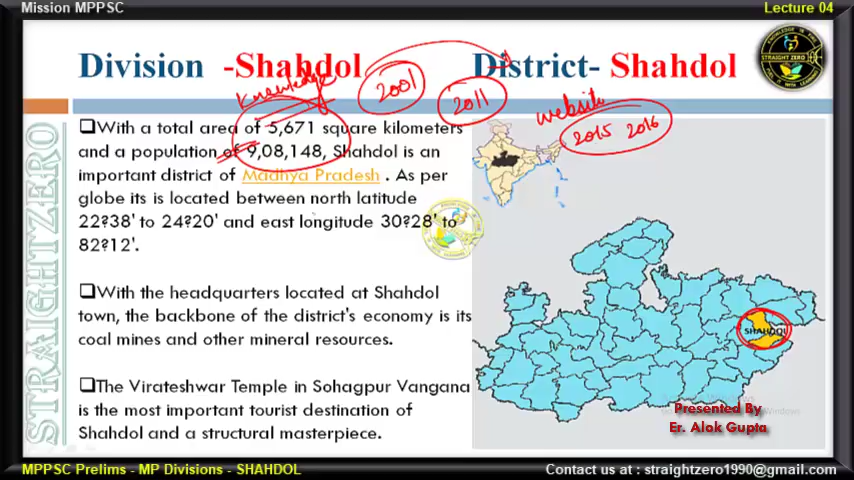 Mission MPPSC
Lecture 04
Division -Shahdol
District- Shahdol
KNOWLEDGE IS PRE
STRAIGHT ZERO
Knowledge
2001
2011
website
2015 2016
❑With a total area of 5,671 square kilometers
and a population of 9,08,148, Shahdol is an
important district of Madhya Pradesh . As per
globe its is located between north latitude
22?38' to 24?20' and east longitude 30?28' to
82?12'.
❑With the headquarters located at Shahdol
town, the backbone of the district's economy is its
coal mines and other mineral resources.
❑The Virateshwar Temple in Sohagpur Vangana
is the most important tourist destination of
Shahdol and a structural masterpiece.
STRAIGHTZERO
SHAHDOL
Presented By
Er. Alok Gupta
MPPSC Prelims - MP Divisions - SHAHDOL
Contact us at : straightzero1990@gmail.com